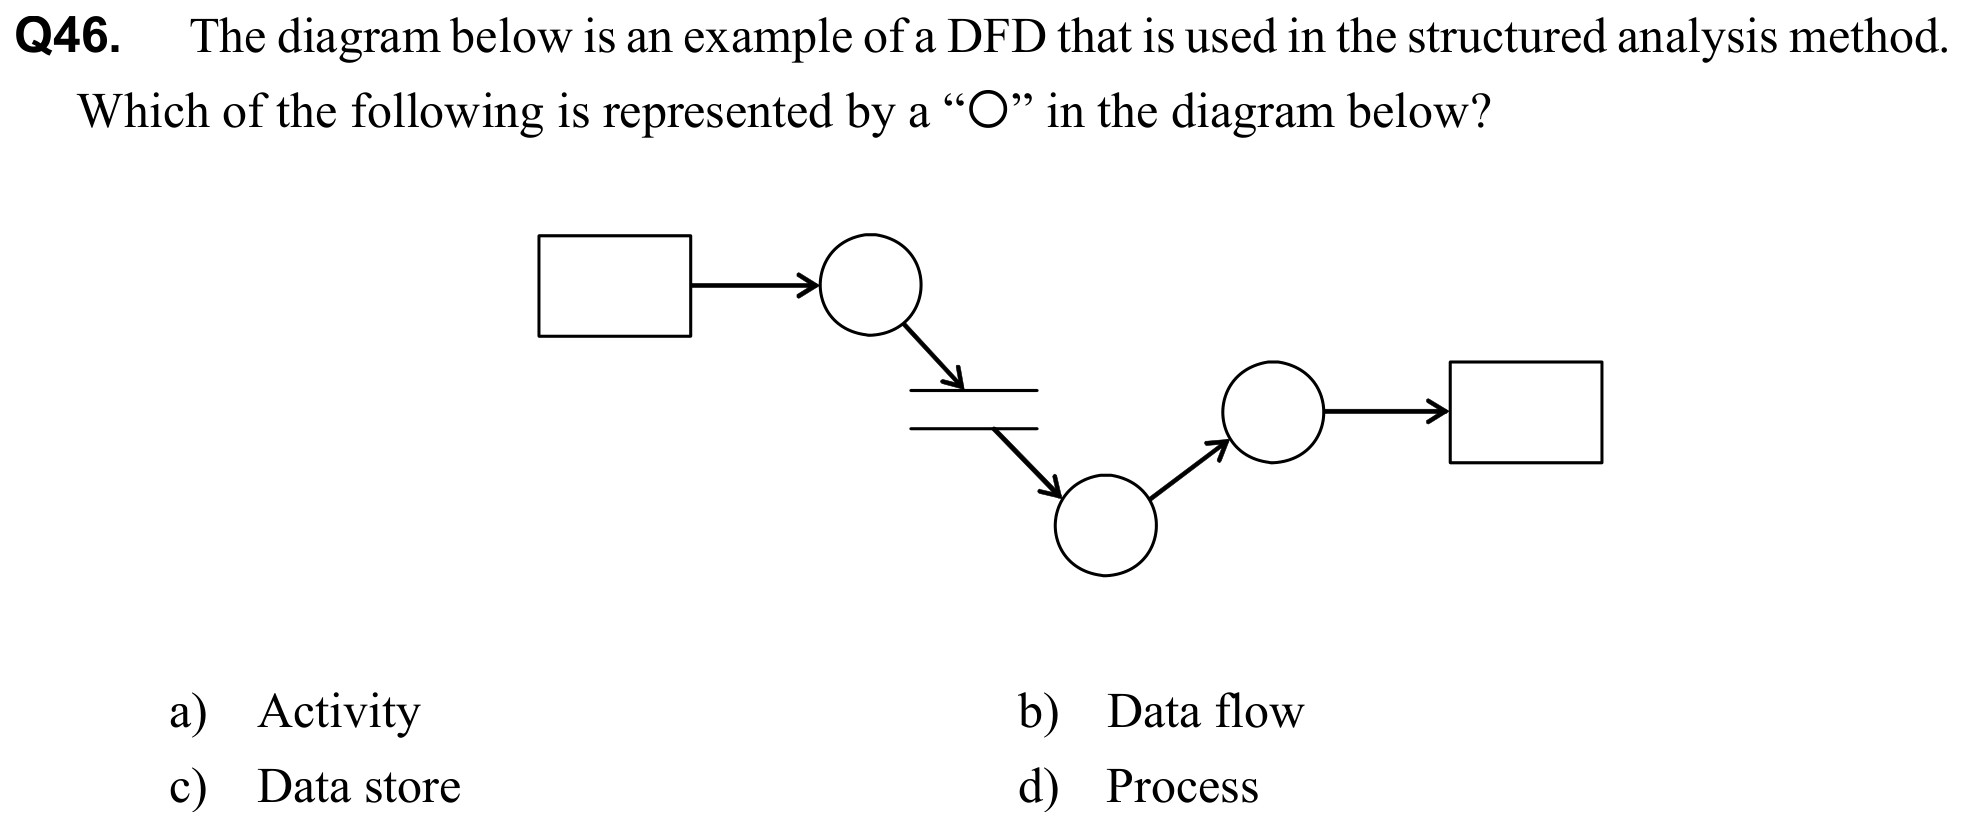 Q46. The diagram below is an example of a DFD that is used in the structured analysis method.
Which of the following is represented by a “○” in the diagram below?
a) Activity b) Data flow
c) Data store d) Process